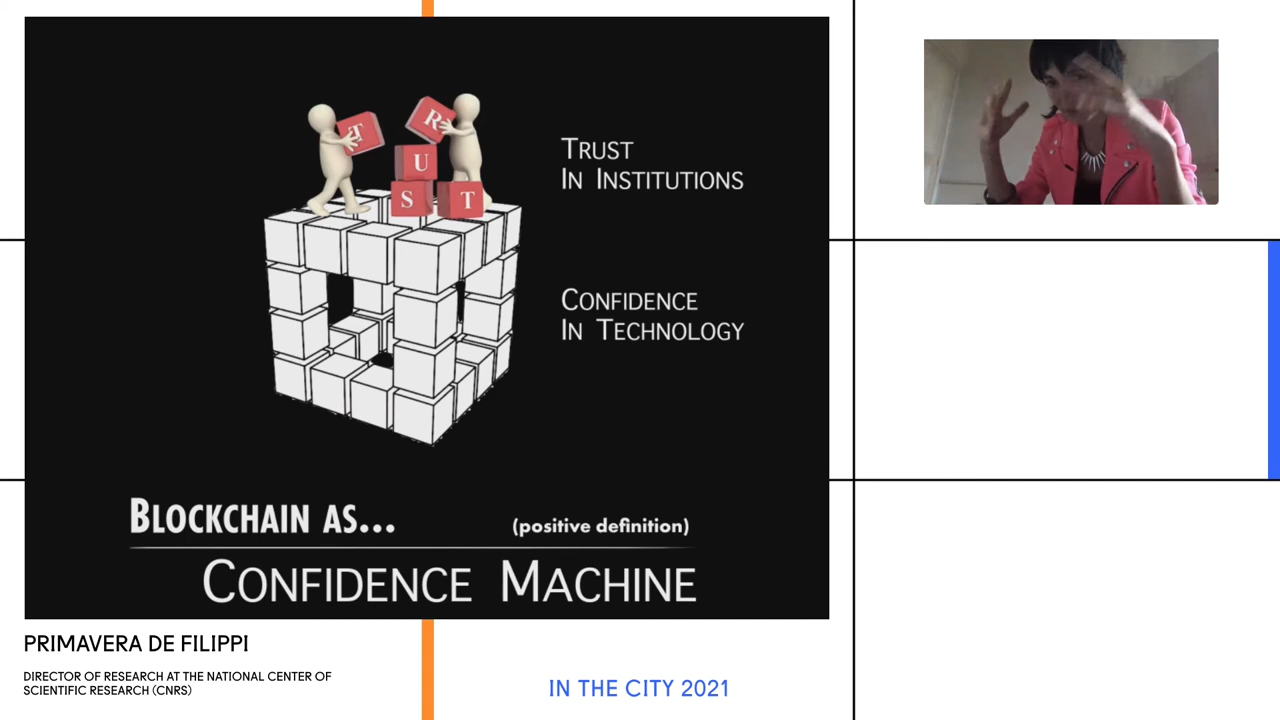 T R
U
S T
TRUST
IN INSTITUTIONS
CONFIDENCE
IN TECHNOLOGY
BLOCKCHAIN AS... (positive definition)
CONFIDENCE MACHINE
PRIMAVERA DE FILIPPI
DIRECTOR OF RESEARCH AT THE NATIONAL CENTER OF
SCIENTIFIC RESEARCH (CNRS)
IN THE CITY 2021